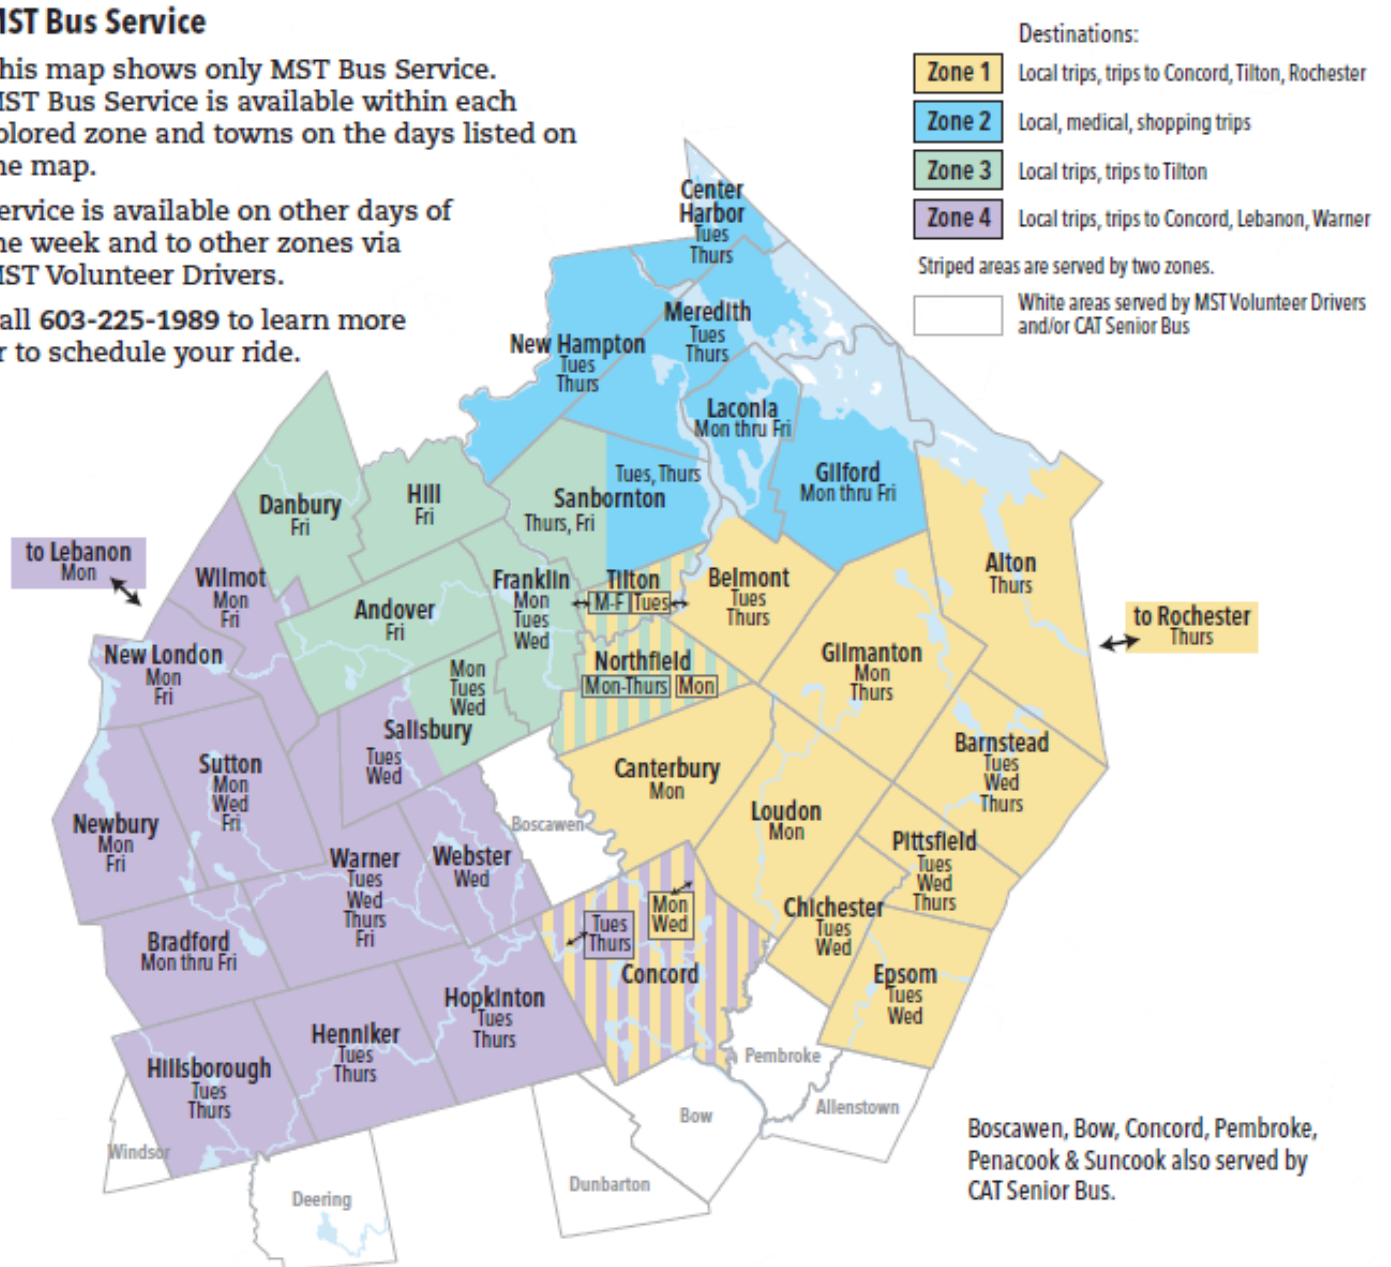 MST Bus Service
his map shows only MST Bus Service.
MST Bus Service is available within each
olored zone and towns on the days listed on
he map.
ervice is available on other days of
he week and to other zones via
MST Volunteer Drivers.
all 603-225-1989 to learn more
r to schedule your ride.
Destinations:
Zone 1 Local trips, trips to Concord, Tilton, Rochester
Zone 2 Local, medical, shopping trips
Zone 3 Local trips, trips to Tilton
Zone 4 Local trips, trips to Concord, Lebanon, Warner
Striped areas are served by two zones.
White areas served by MST Volunteer Drivers
and/or CAT Senior Bus
Center
Harbor
Tues
Thurs
Meredith
Tues
Thurs
New Hampton
Tues
Thurs
Laconia
Mon thru Fri
Gilford
Mon thru Fri
Tues, Thurs
Sanbornton
Thurs, Fri
Danbury
Fri
Hill
Fri
to Lebanon
Mon
Wilmot
Mon
Fri
Andover
Fri
Franklin
Mon
Tues
Wed
Tilton
M-F Tues
Belmont
Tues
Thurs
Alton
Thurs
to Rochester
Thurs
New London
Mon
Fri
Northfield
Mon-Thurs Mon
Gilmanton
Mon
Thurs
Mon
Tues
Wed
Salisbury
Tues
Wed
Sutton
Mon
Wed
Fri
Canterbury
Mon
Barnstead
Tues
Wed
Thurs
Newbury
Mon
Fri
Boscawen
Loudon
Mon
Pittsfield
Tues
Wed
Thurs
Warner
Tues
Wed
Thurs
Fri
Webster
Wed
Chichester
Tues
Wed
Bradford
Mon thru Fri
Tues
Thurs
Mon
Wed
Concord
Epsom
Tues
Wed
Hopkinton
Tues
Thurs
Henniker
Tues
Thurs
Hillsborough
Tues
Thurs
Pembroke
Allenstown
Bow
Windsor
Dunbarton
Deering
Boscawen, Bow, Concord, Pembroke,
Penacook & Suncook also served by
CAT Senior Bus.